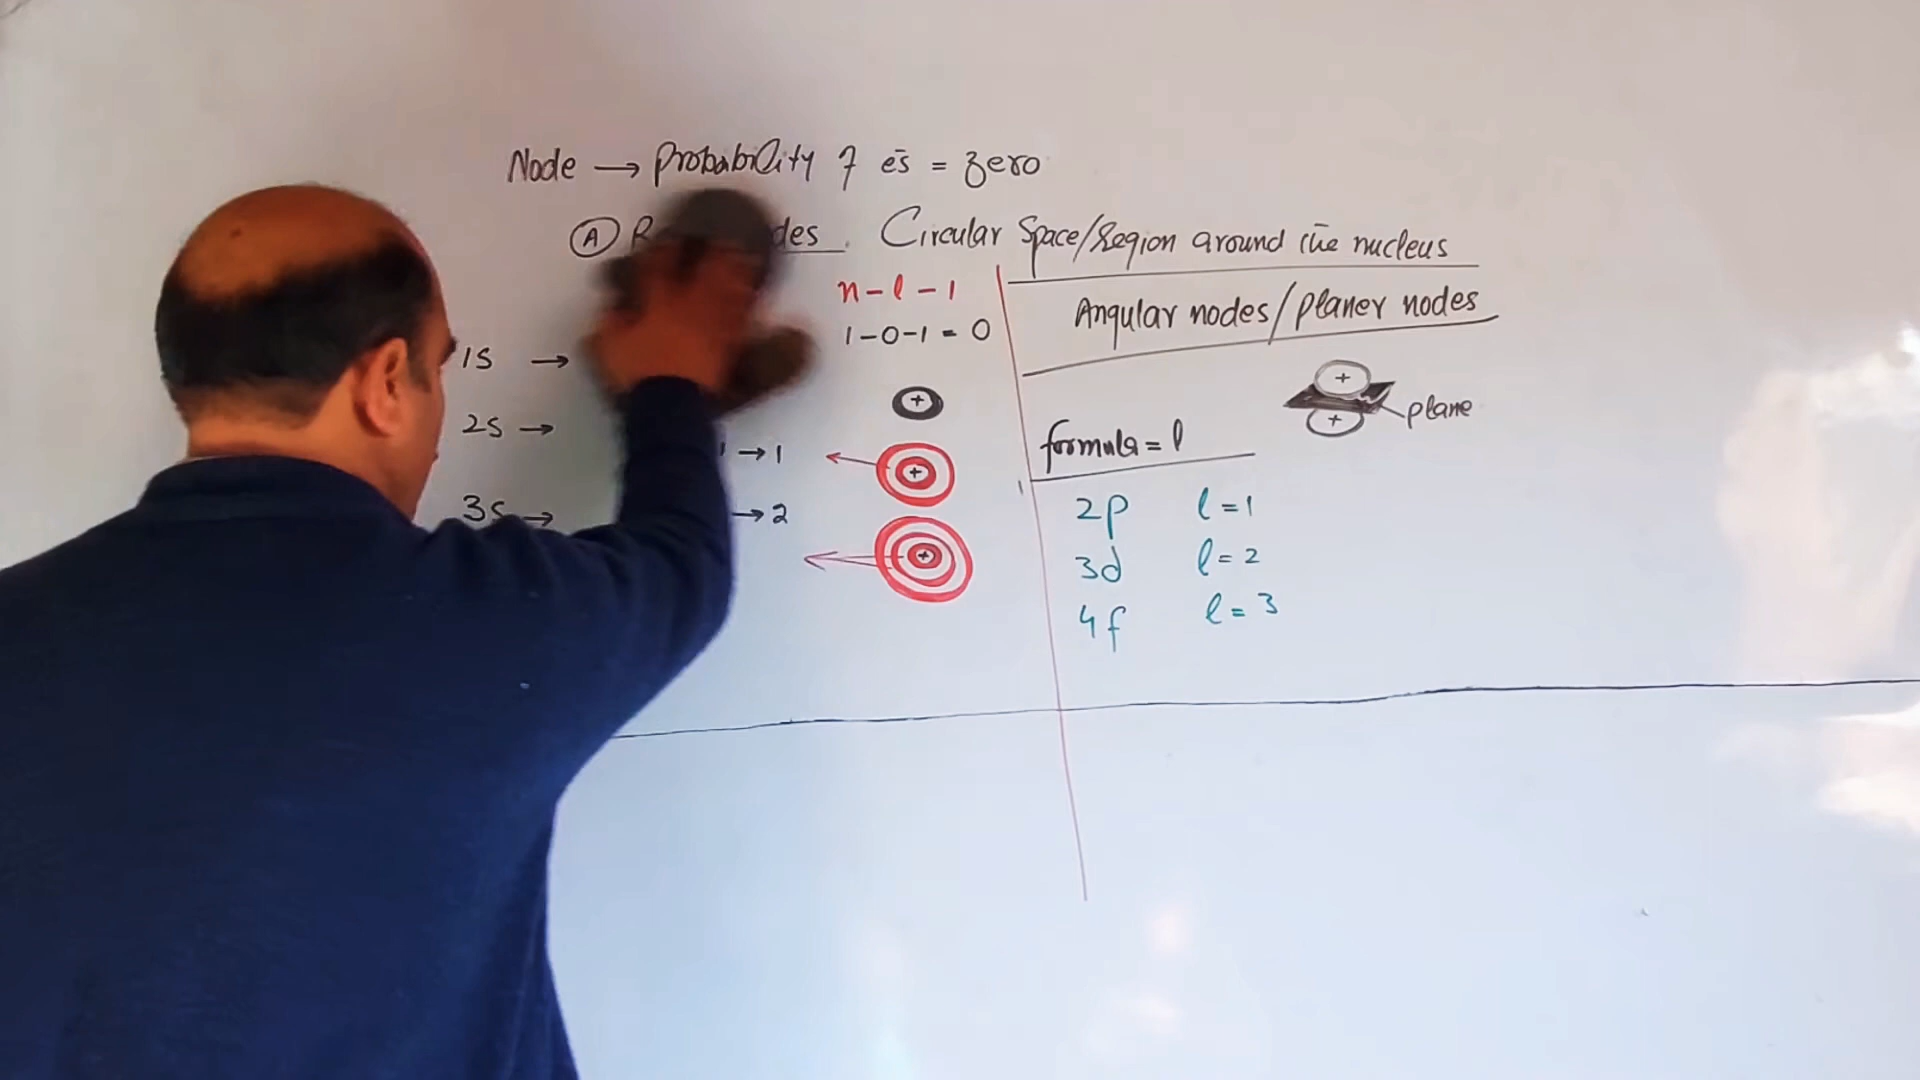 Node → Probability of es = zero
Ⓐ des. Circular Space/region around the nucleus
n - l - 1
1 - 0 - 1 = 0
1s →
+
2s → → 1
+
3s → → 2
+
Angular nodes/planer nodes
+
+
plane
formula = l
2p l = 1
3d l = 2
4f l = 3